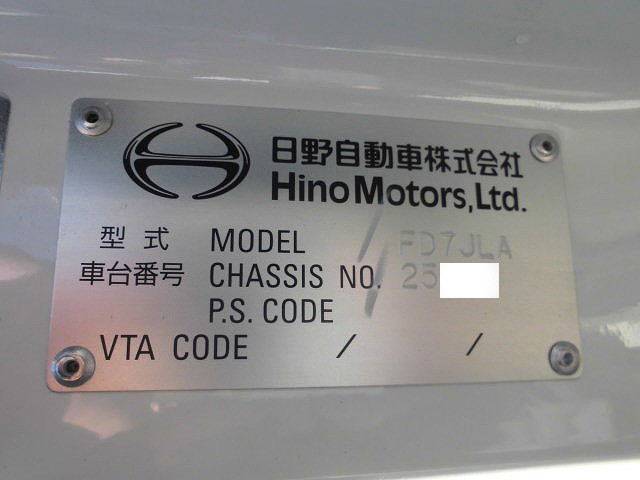 日野自動車株式会社
Hino Motors, Ltd.
型式 MODEL FD7JLA
車台番号 CHASSIS NO. 25
P.S. CODE
VTA CODE / /